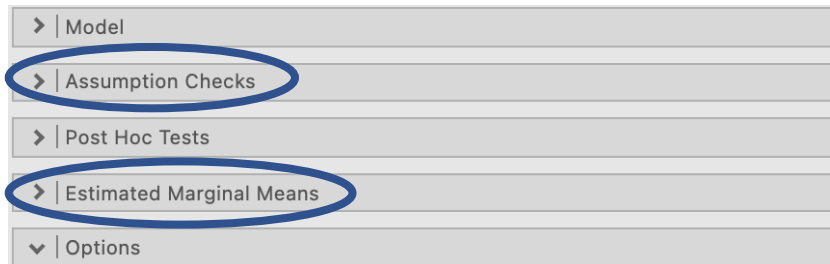 Model
Assumption Checks
Post Hoc Tests
Estimated Marginal Means
Options